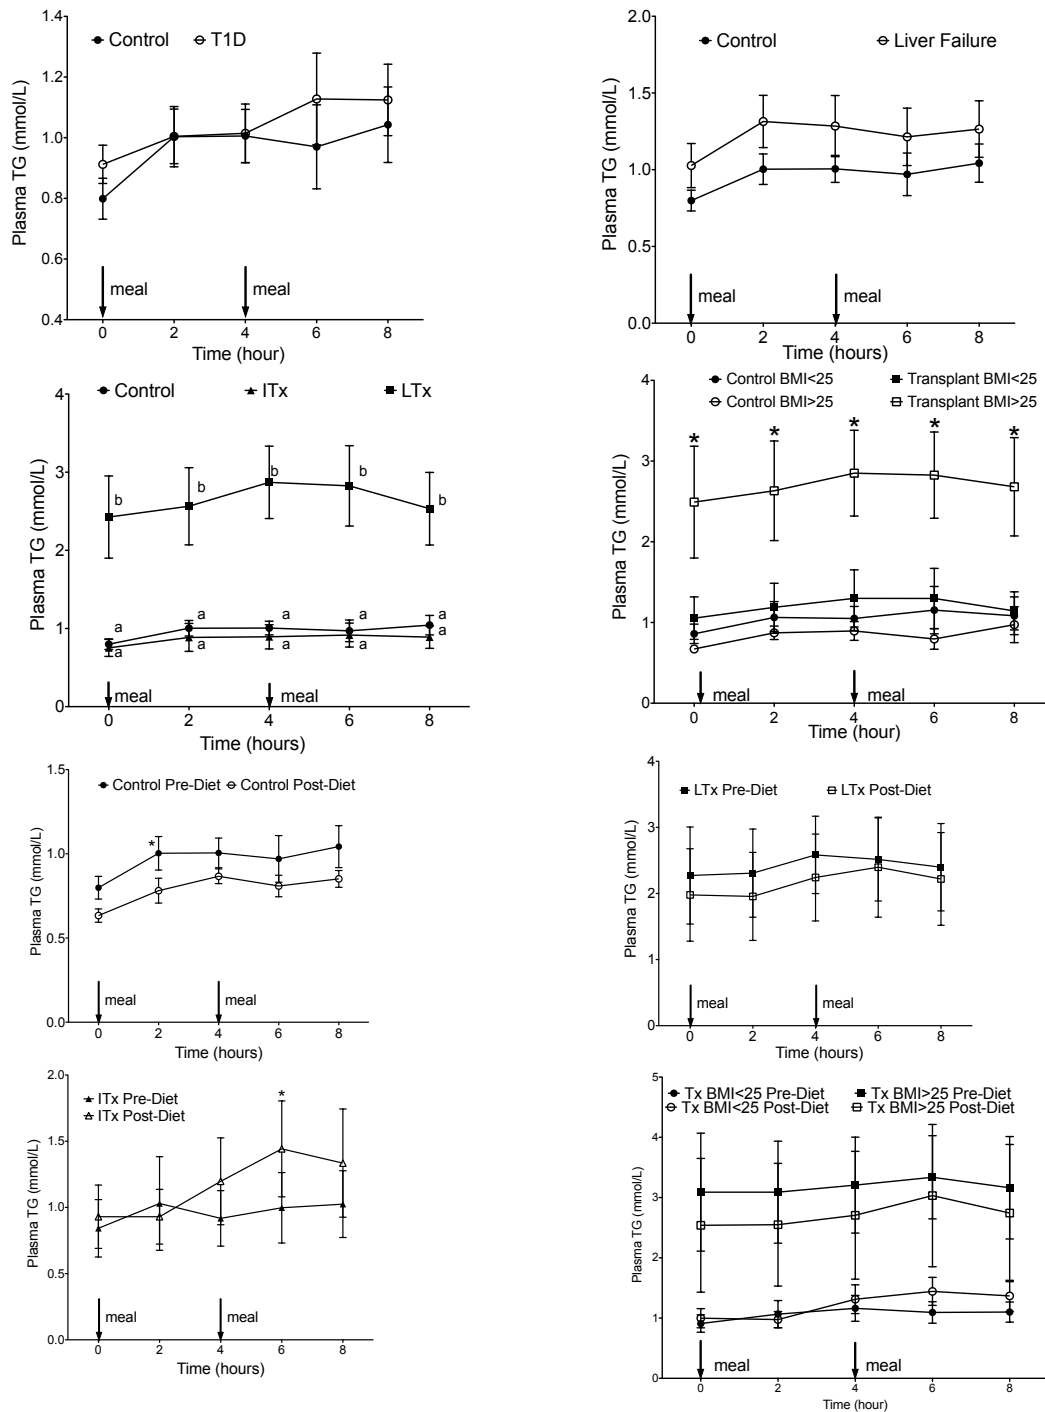 Control T1D
Plasma TG (mmol/L)
1.4
1.2
1.0
0.8
0.6
0.4
meal meal
0 2 4 6 8
Time (hour)
Control Liver Failure
Plasma TG (mmol/L)
2.0
1.5
1.0
0.5
0.0
meal meal
0 2 4 6 8
Time (hours)
Control ITx LTx
Plasma TG (mmol/L)
4
3
2
1
0
b b b b b
a a a a a
a a a a a
meal meal
0 2 4 6 8
Time (hours)
Control BMI<25 Transplant BMI<25
Control BMI>25 Transplant BMI>25
Plasma TG (mmol/L)
4
3
2
1
0
* * * * *
meal meal
0 2 4 6 8
Time (hour)
Control Pre-Diet Control Post-Diet
Plasma TG (mmol/L)
1.5
1.0
0.5
0.0
*
meal meal
0 2 4 6 8
Time (hours)
LTx Pre-Diet LTx Post-Diet
Plasma TG (mmol/L)
4
3
2
1
0
meal meal
0 2 4 6 8
Time (hours)
ITx Pre-Diet
ITx Post-Diet
Plasma TG (mmol/L)
2.0
1.5
1.0
0.5
0.0
*
meal meal
0 2 4 6 8
Time (hours)
Tx BMI<25 Pre-Diet Tx BMI>25 Pre-Diet
Tx BMI<25 Post-Diet Tx BMI>25 Post-Diet
Plasma TG (mmol/L)
5
4
3
2
1
0
meal meal
0 2 4 6 8
Time (hour)